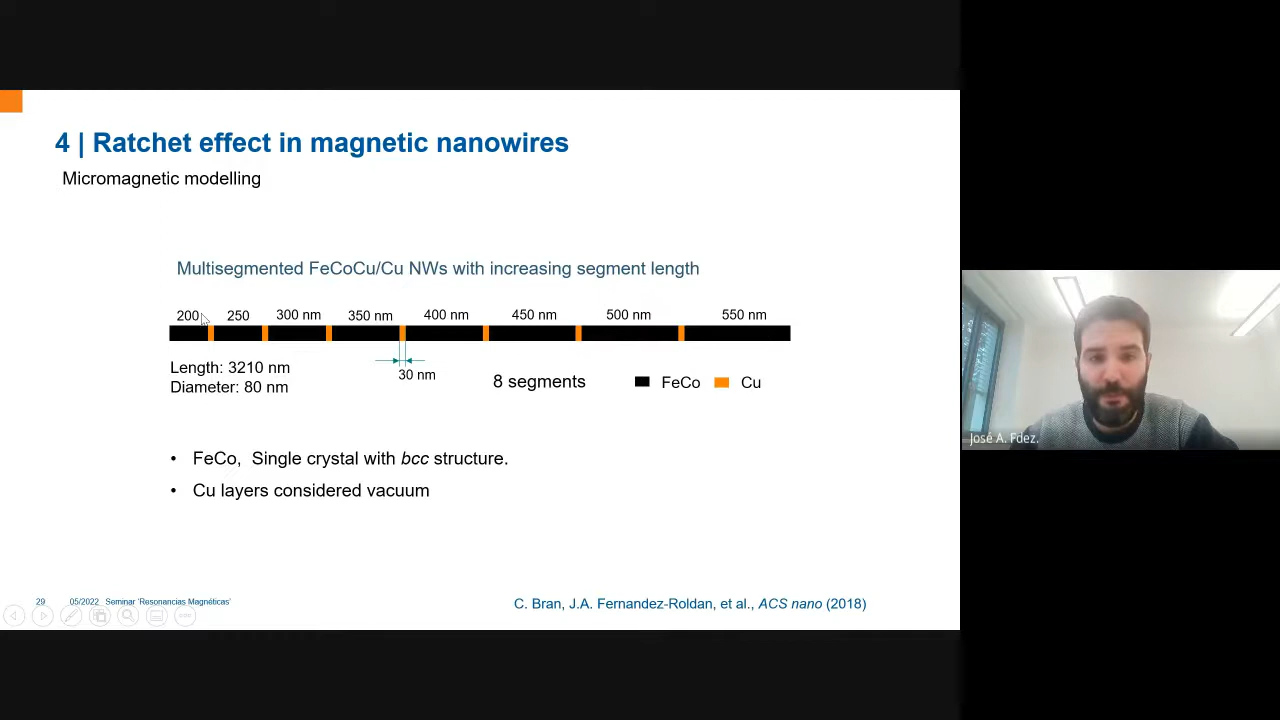 4 | Ratchet effect in magnetic nanowires
Micromagnetic modelling
Multisegmented FeCoCu/Cu NWs with increasing segment length
200 250 300 nm 350 nm 400 nm 450 nm 500 nm 550 nm
Length: 3210 nm
Diameter: 80 nm
30 nm
8 segments
FeCo Cu
• FeCo, Single crystal with bcc structure.
• Cu layers considered vacuum
29 05/2022 Seminar 'Resonancias Magnéticas'
C. Bran, J.A. Fernandez-Roldan, et al., ACS nano (2018)
José A. Fdez.